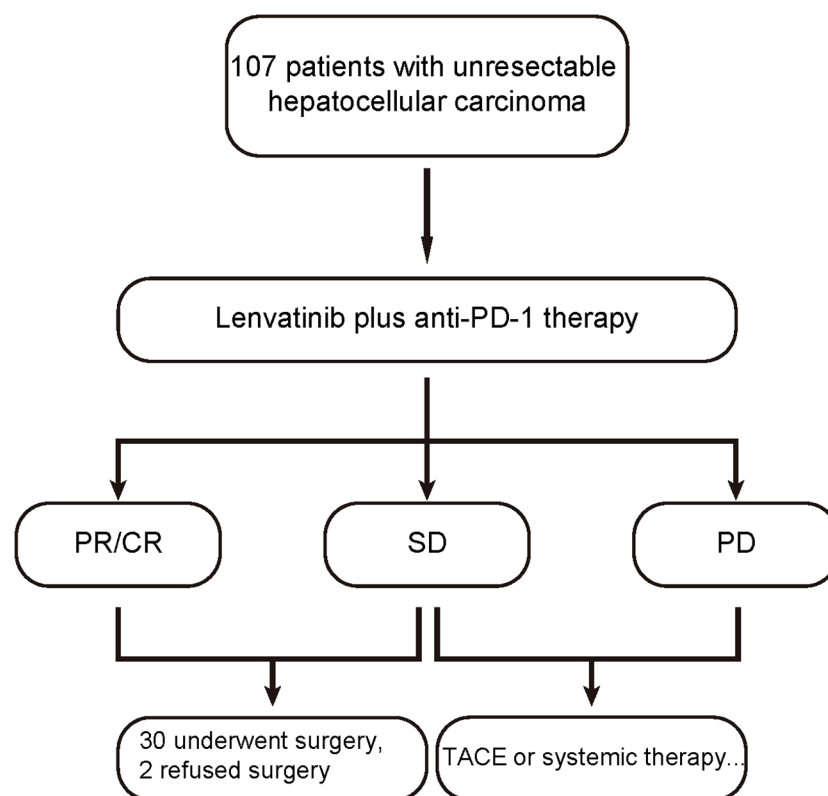 107 patients with unresectable
hepatocellular carcinoma
Lenvatinib plus anti-PD-1 therapy
PR/CR
SD
PD
30 underwent surgery,
2 refused surgery
TACE or systemic therapy...